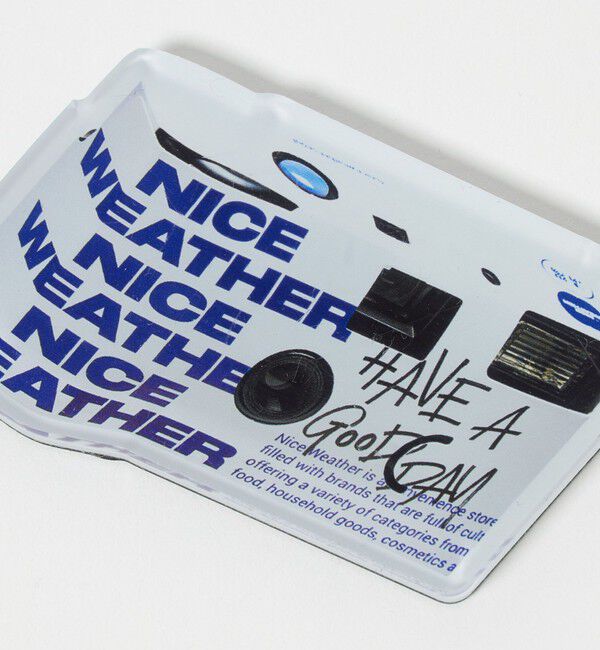 NICE
WEATHER
NICE
WEATHE
NICE
EATHER
HAVE A
GOOD DAY
Nice Weather is a convenience store
filled with brands that are full of cult
offering a variety of categories from
food, household goods, cosmetics a